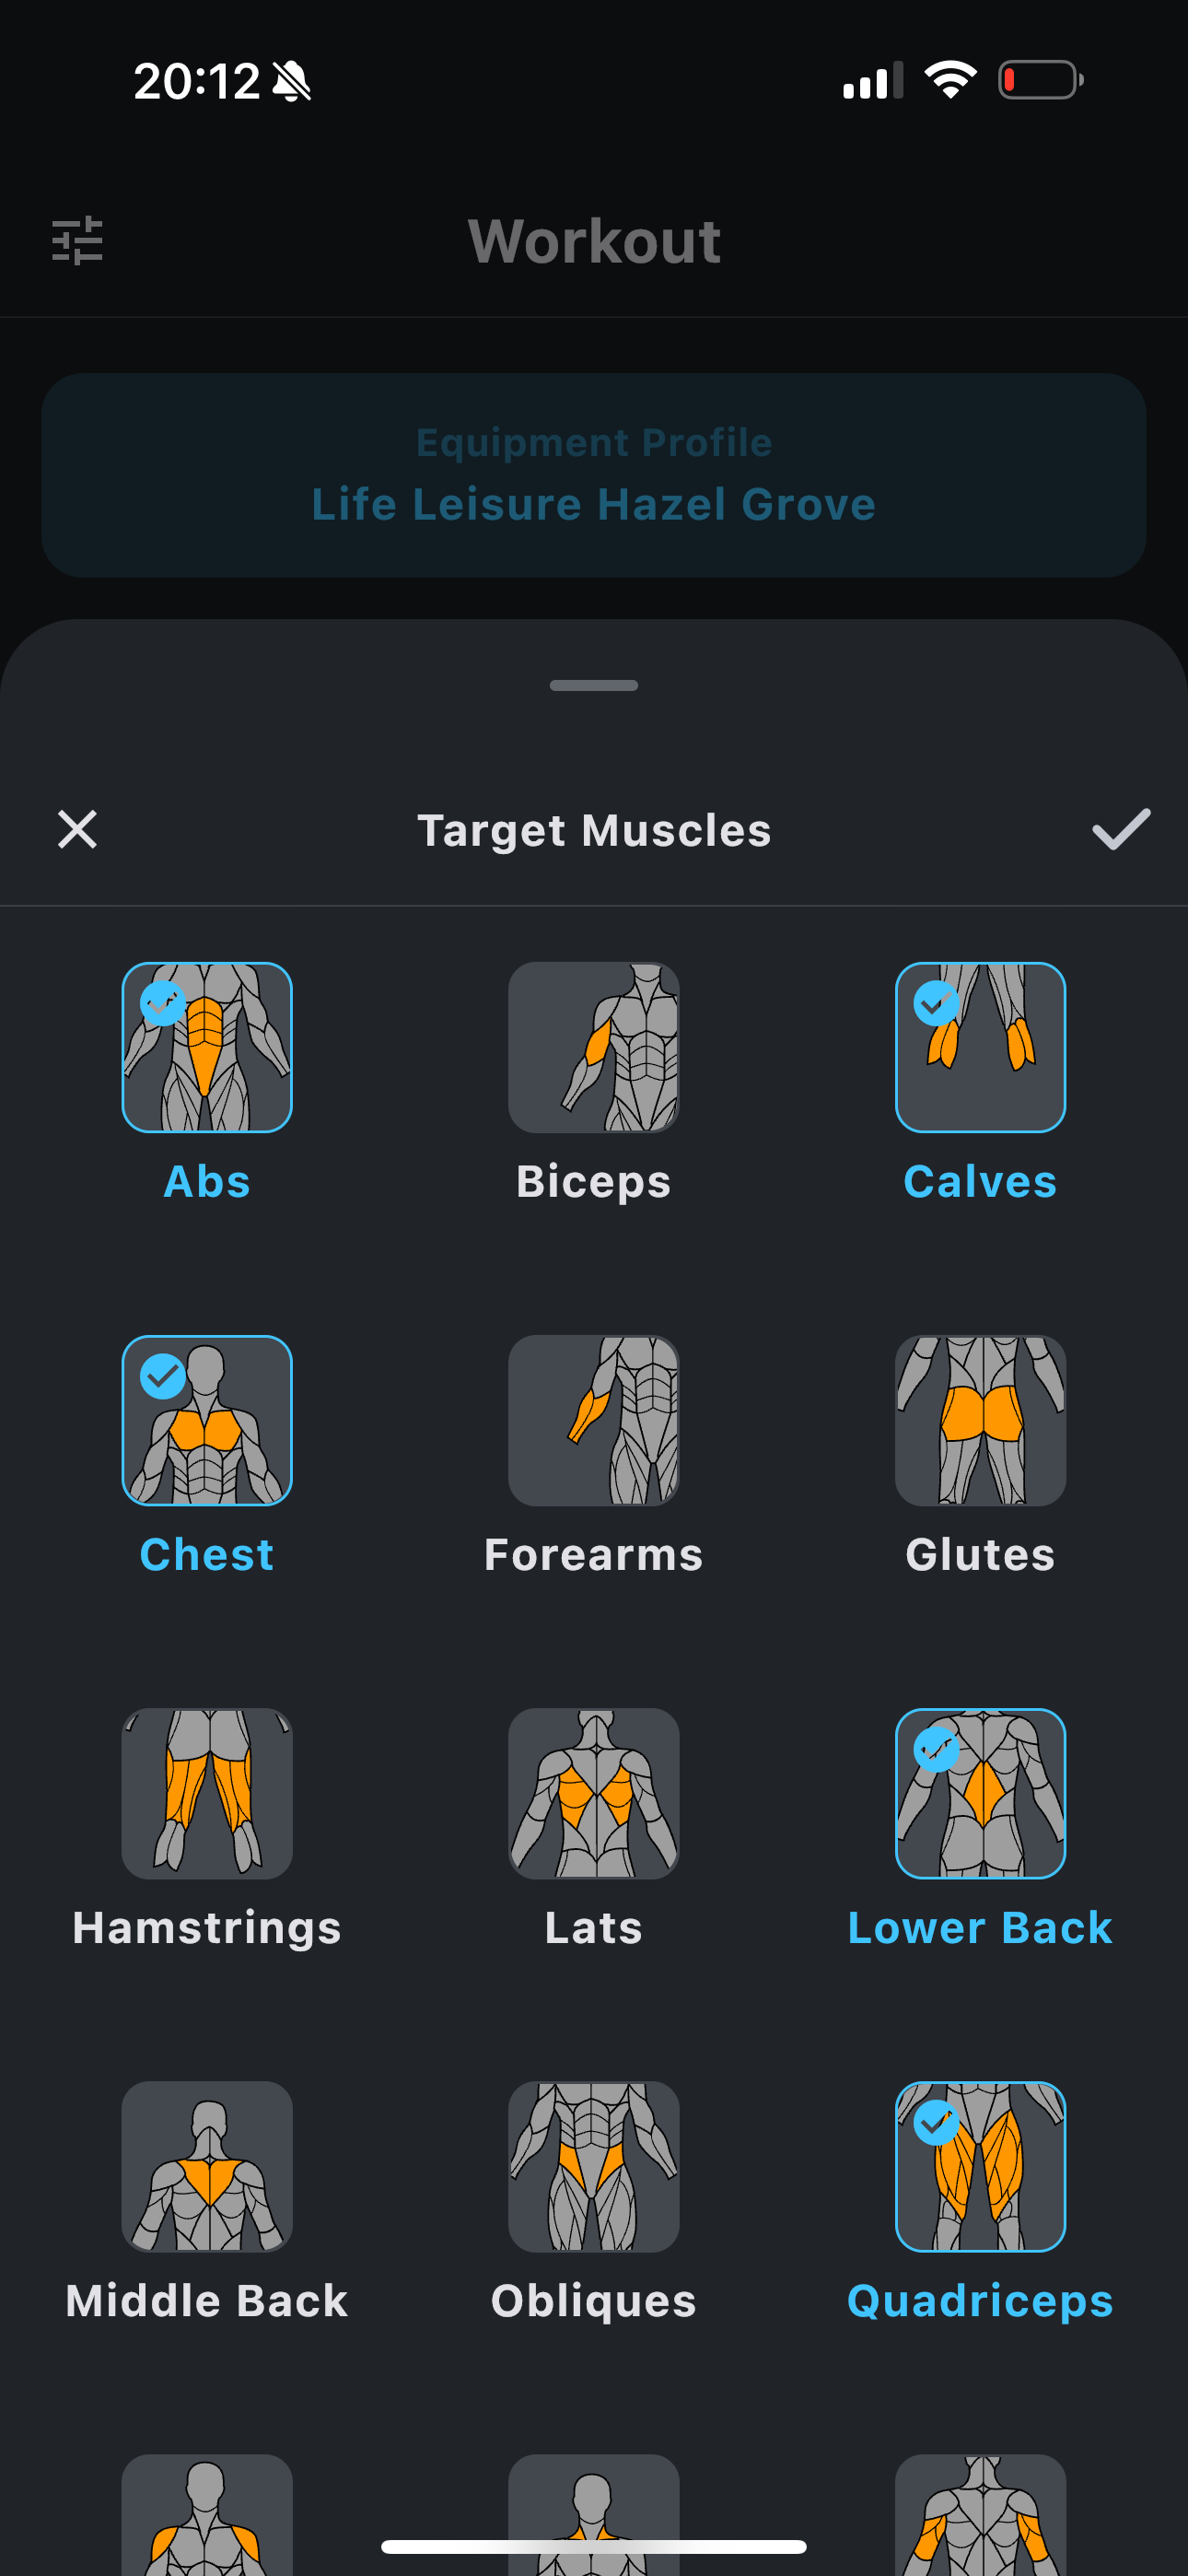 20:12
Workout
Equipment Profile
Life Leisure Hazel Grove
Target Muscles
Abs
Biceps
Calves
Chest
Forearms
Glutes
Hamstrings
Lats
Lower Back
Middle Back
Obliques
Quadriceps